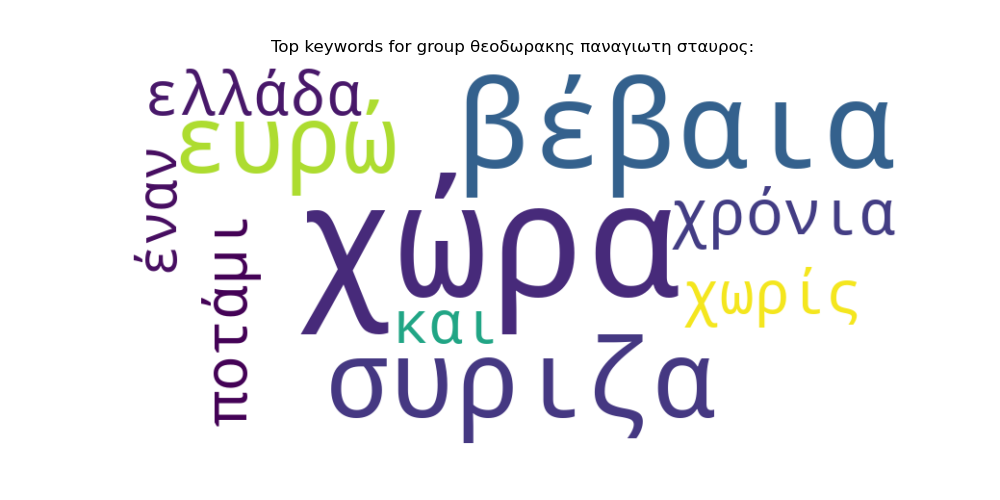 Top keywords for group θεοδωρακης παναγιωτη σταυρος:
ελλάδα
ευρώ
βέβαια
έναν
ποτάμι
χώρα
χρόνια
χωρίς
και
συριζα